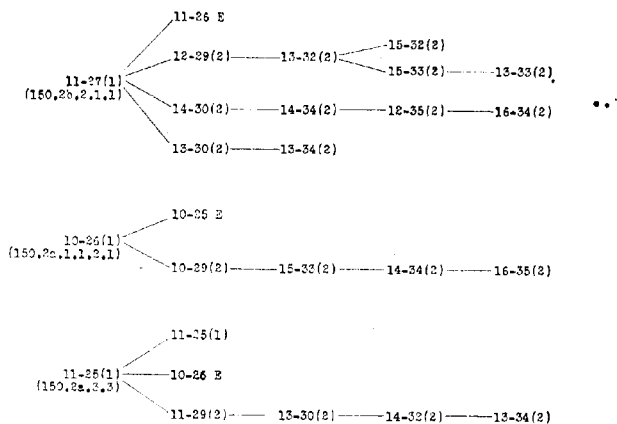 11-26 E
12-29(2) 13-32(2) 15-32(2)
15-33(2) 13-33(2)
11-27(1)
(150,2b,2,1,1)
14-30(2) 14-34(2) 12-35(2) 16-34(2)
13-30(2) 13-34(2)
10-25 E
10-26(1)
(150,2a,1,1,2,1)
10-29(2) 15-33(2) 14-34(2) 16-35(2)
11-25(1)
11-25(1) 10-26 E
(150,2a,3,3)
11-29(2) 13-30(2) 14-32(2) 13-34(2)